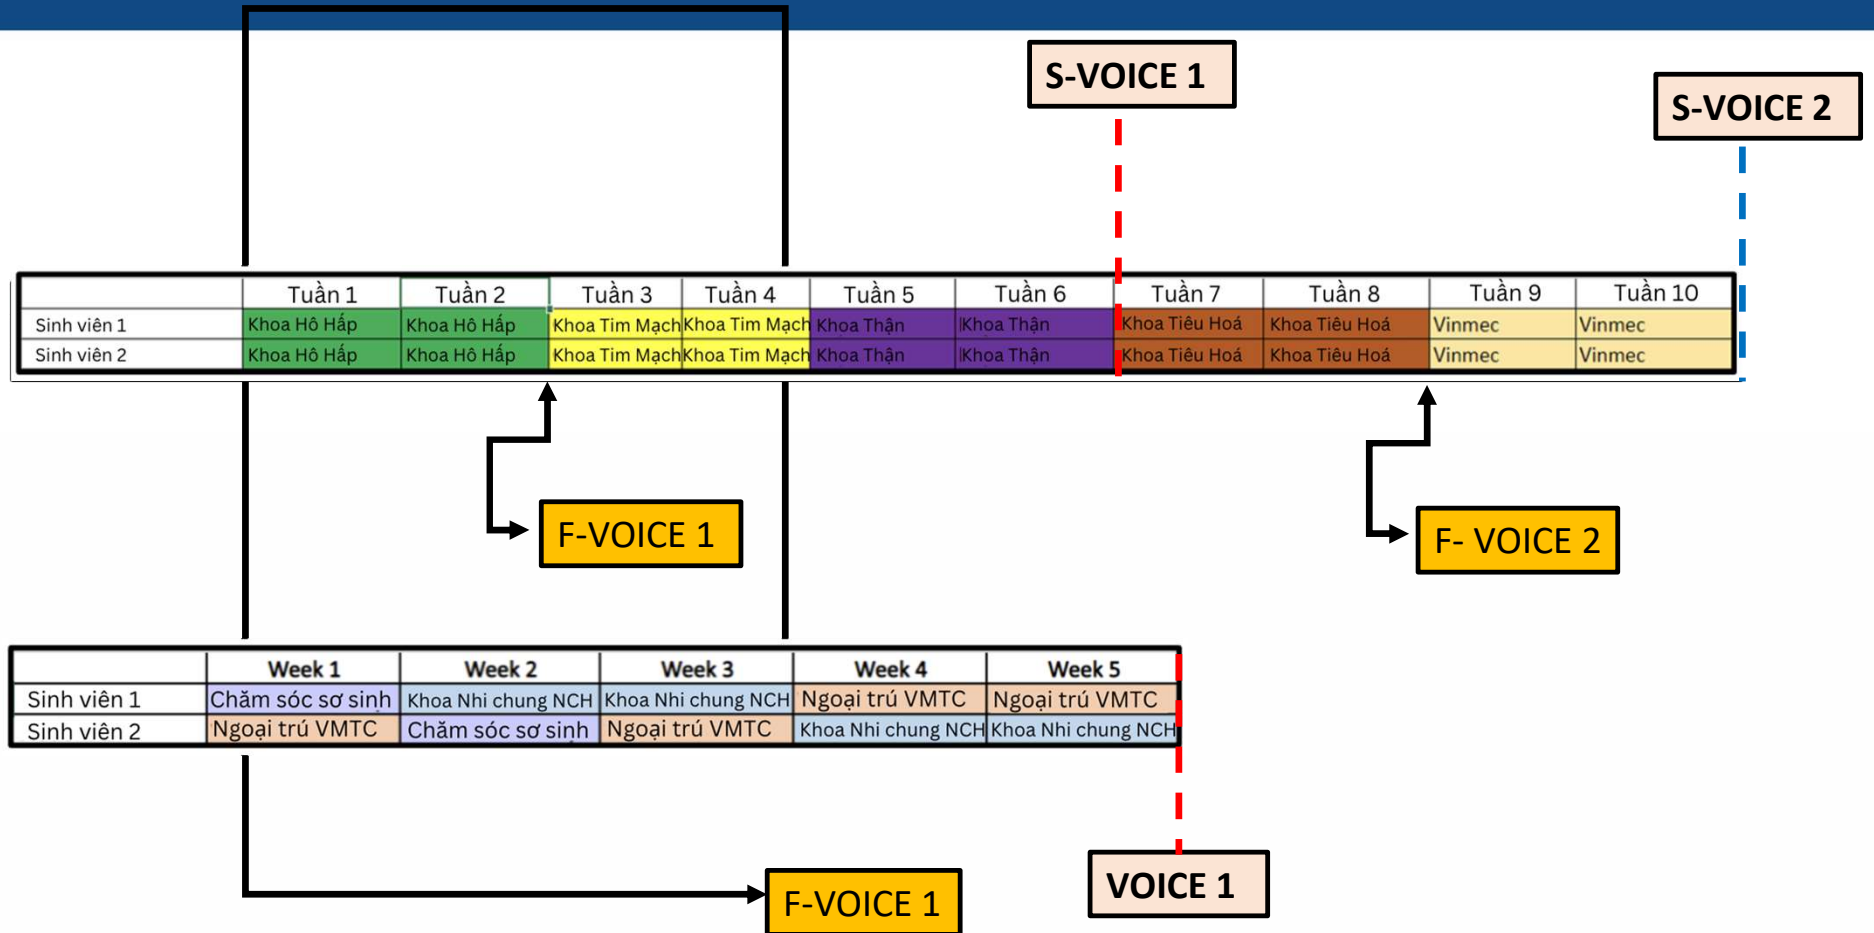 S-VOICE 1
S-VOICE 2
Tuần 1 Tuần 2 Tuần 3 Tuần 4 Tuần 5 Tuần 6 Tuần 7 Tuần 8 Tuần 9 Tuần 10
Sinh viên 1 Khoa Hô Hấp Khoa Hô Hấp Khoa Tim Mạch Khoa Tim Mạch Khoa Thận Khoa Thận Khoa Tiêu Hoá Khoa Tiêu Hoá Vinmec Vinmec
Sinh viên 2 Khoa Hô Hấp Khoa Hô Hấp Khoa Tim Mạch Khoa Tim Mạch Khoa Thận Khoa Thận Khoa Tiêu Hoá Khoa Tiêu Hoá Vinmec Vinmec
F-VOICE 1
F- VOICE 2
Week 1 Week 2 Week 3 Week 4 Week 5
Sinh viên 1 Chăm sóc sơ sinh Khoa Nhi chung NCH Khoa Nhi chung NCH Ngoại trú VMTC Ngoại trú VMTC
Sinh viên 2 Ngoại trú VMTC Chăm sóc sơ sinh Ngoại trú VMTC Khoa Nhi chung NCH Khoa Nhi chung NCH
VOICE 1
F-VOICE 1